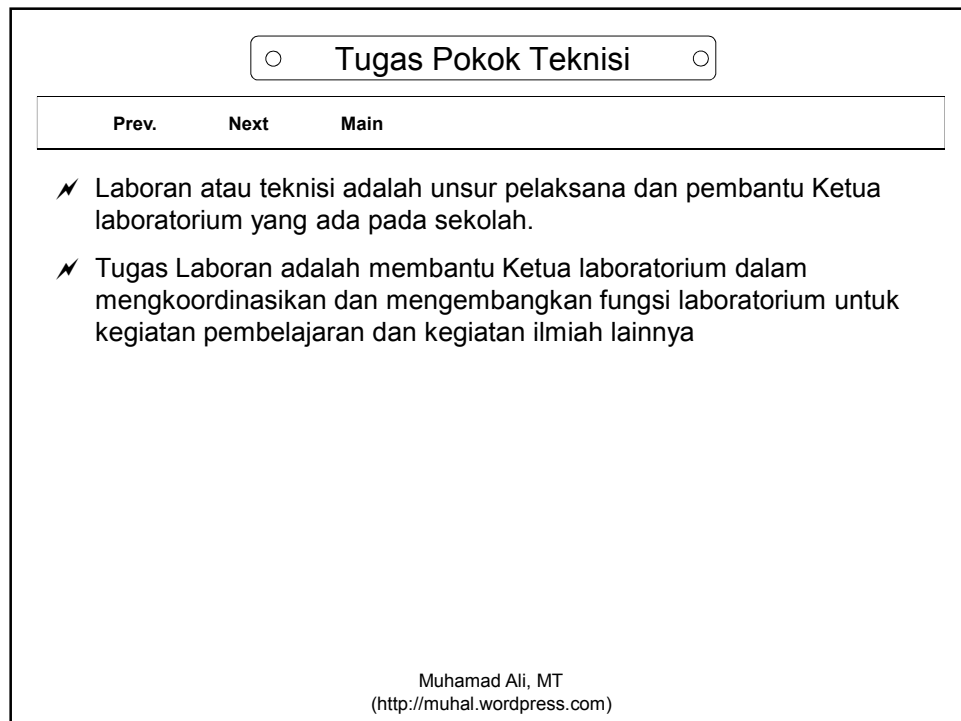 Tugas Pokok Teknisi
Prev. Next Main
Laboran atau teknisi adalah unsur pelaksana dan pembantu Ketua
laboratorium yang ada pada sekolah.
Tugas Laboran adalah membantu Ketua laboratorium dalam
mengkoordinasikan dan mengembangkan fungsi laboratorium untuk
kegiatan pembelajaran dan kegiatan ilmiah lainnya
Muhamad Ali, MT
(http://muhal.wordpress.com)